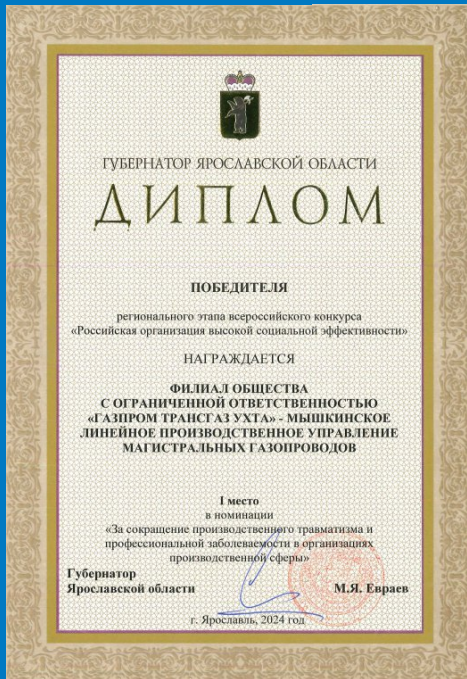 ГУБЕРНАТОР ЯРОСЛАВСКОЙ ОБЛАСТИ
ДИПЛОМ
ПОБЕДИТЕЛЯ
регионального этапа всероссийского конкурса
«Российская организация высокой социальной эффективности»
НАГРАЖДАЕТСЯ
ФИЛИАЛ ОБЩЕСТВА
С ОГРАНИЧЕННОЙ ОТВЕТСТВЕННОСТЬЮ
«ГАЗПРОМ ТРАНСГАЗ УХТА» - МЫШКИНСКОЕ
ЛИНЕЙНОЕ ПРОИЗВОДСТВЕННОЕ УПРАВЛЕНИЕ
МАГИСТРАЛЬНЫХ ГАЗОПРОВОДОВ
I место
в номинации
«За сокращение производственного травматизма и
профессиональной заболеваемости в организациях
производственной сферы»
Губернатор
Ярославской области М.Я. Евраев
г. Ярославль, 2024 год